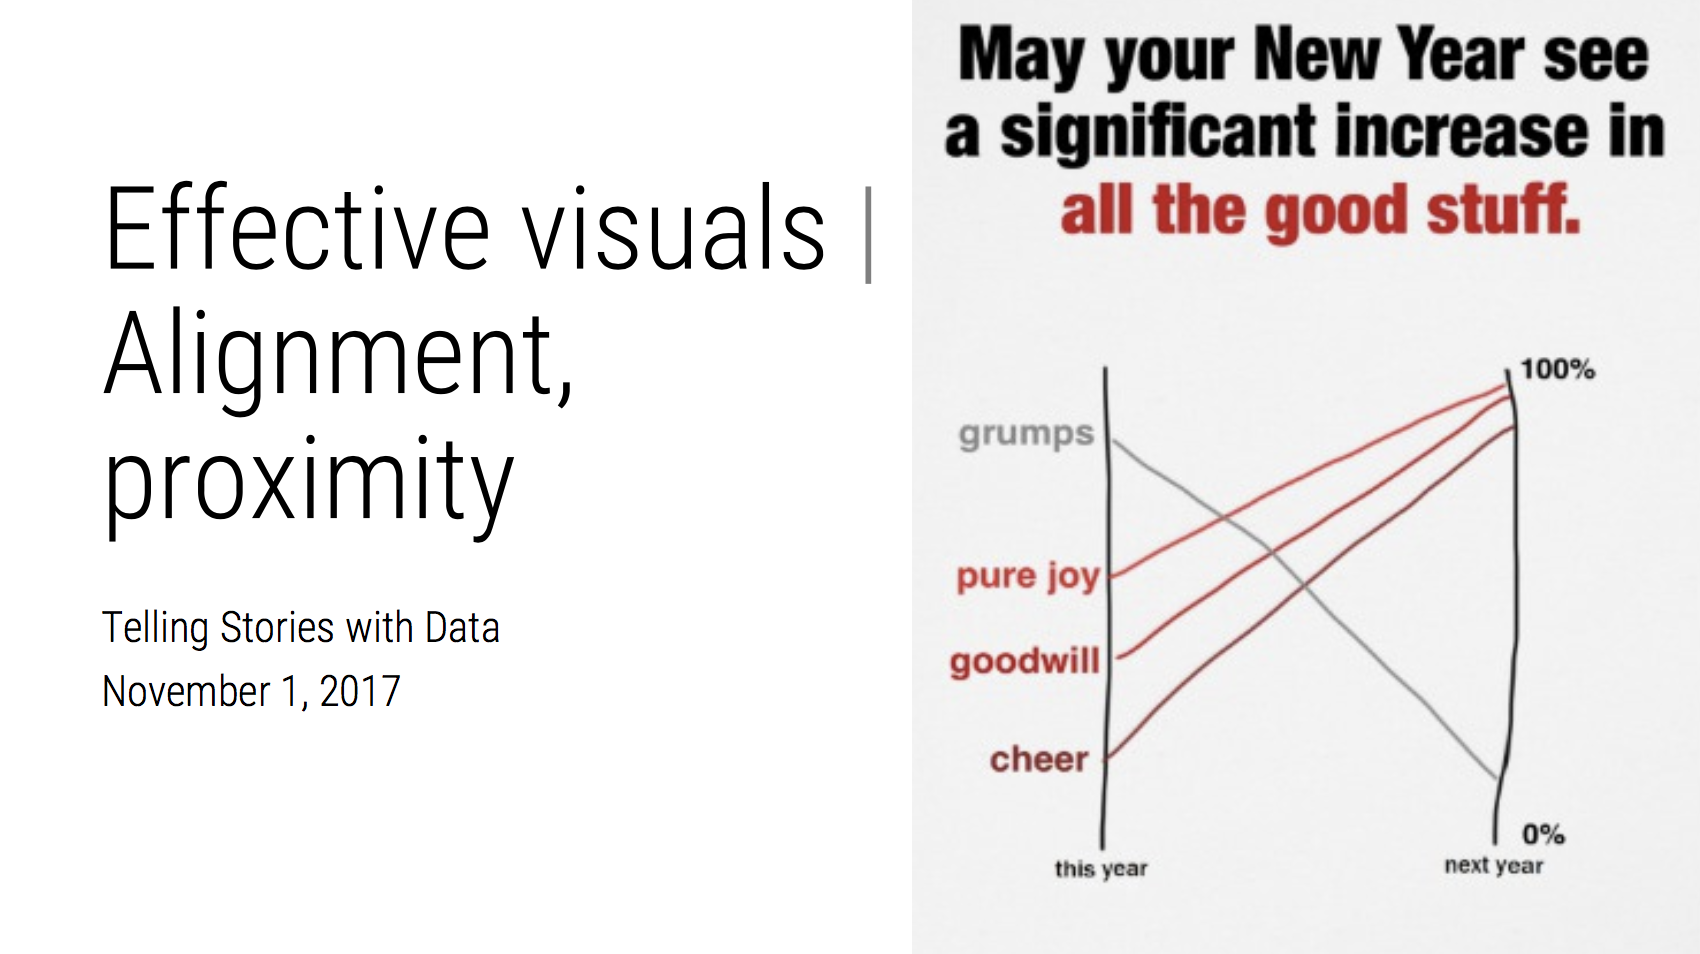 Effective visuals |
Alignment,
proximity
Telling Stories with Data
November 1, 2017
May your New Year see
a significant increase in
all the good stuff.
100%
grumps
pure joy
goodwill
cheer
0%
this year
next year